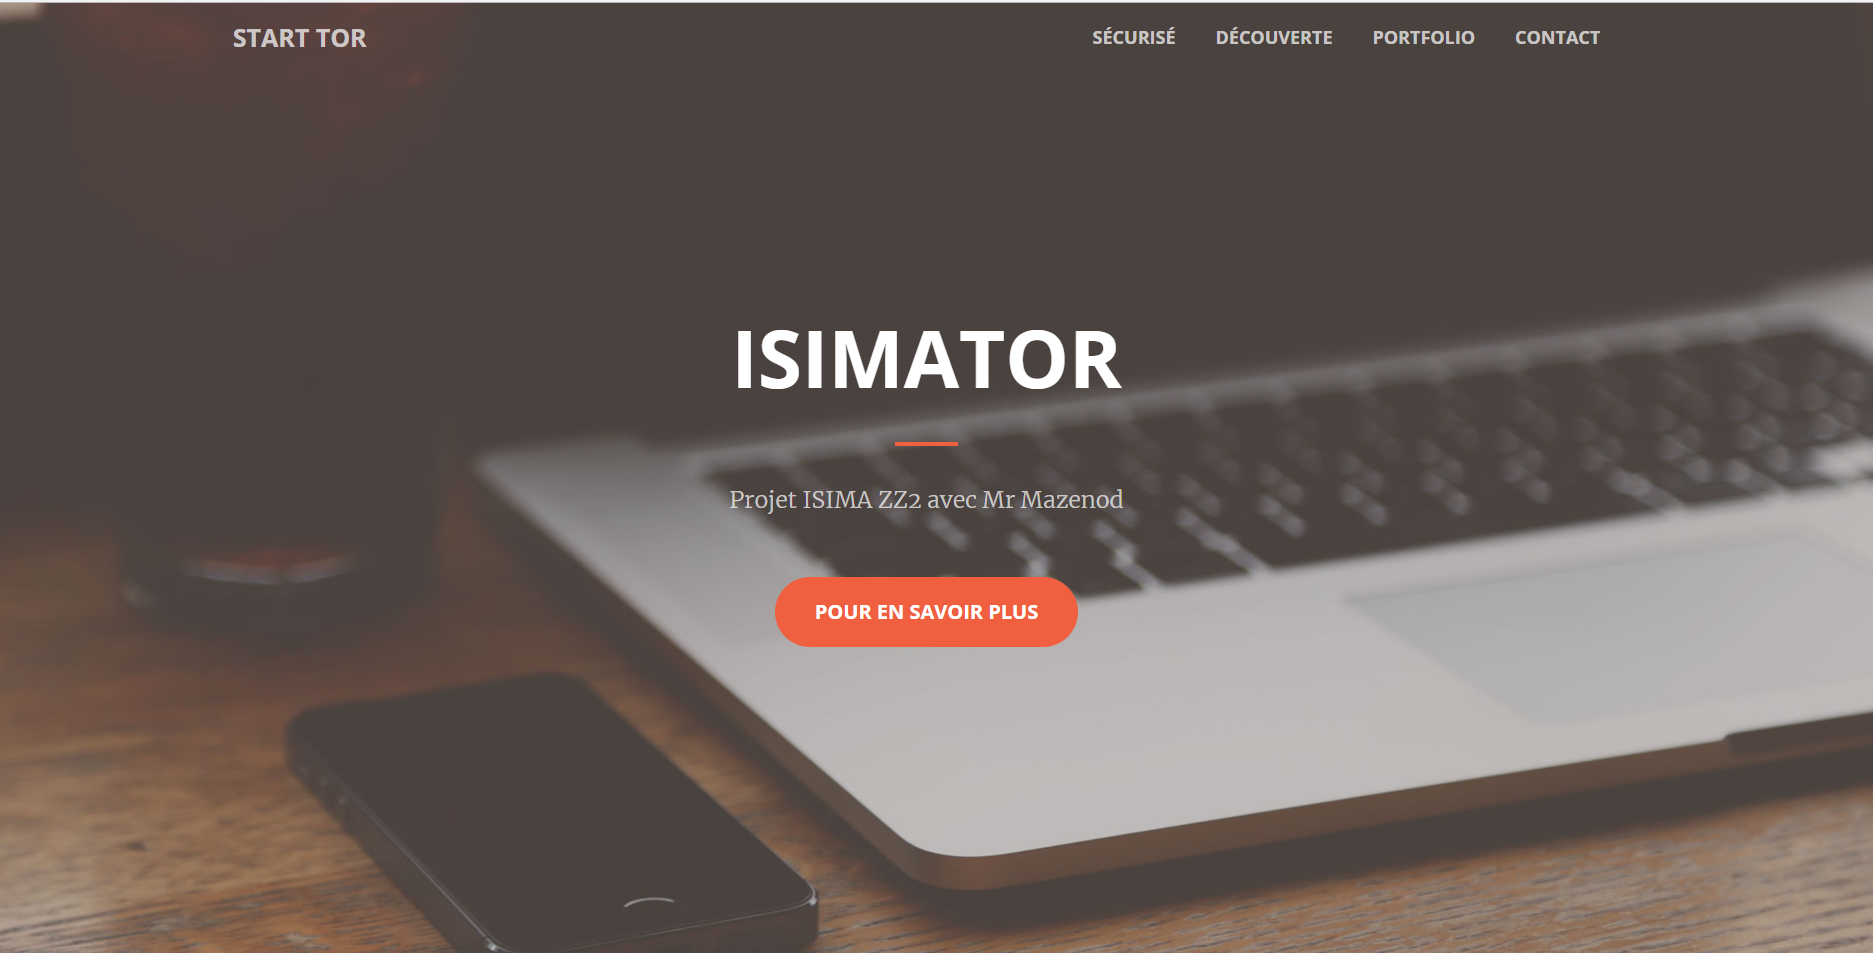 START TOR
SÉCURISÉ DÉCOUVERTE PORTFOLIO CONTACT
ISIMATOR
Projet ISIMA ZZ2 avec Mr Mazenod
POUR EN SAVOIR PLUS